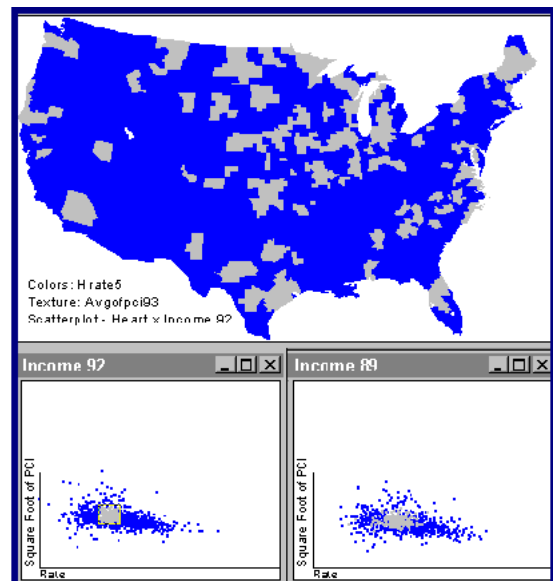 Colors: Hrate5
Texture: Avgofpci93
Scatterplot - Heart x Income 92
Income 92
Income 89
Square Foot of PCI
Square Foot of PCI
Rate
Rate